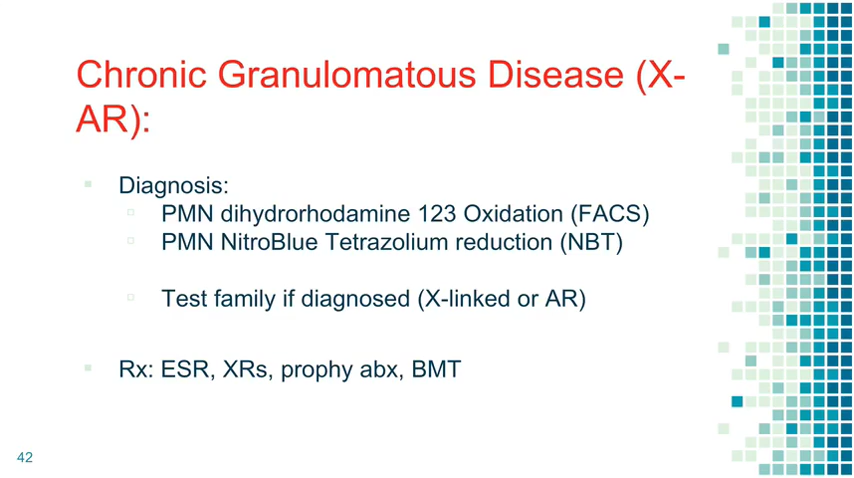 Chronic Granulomatous Disease (X-
AR):
Diagnosis:
PMN dihydrorhodamine 123 Oxidation (FACS)
PMN NitroBlue Tetrazolium reduction (NBT)
Test family if diagnosed (X-linked or AR)
Rx: ESR, XRs, prophy abx, BMT
42